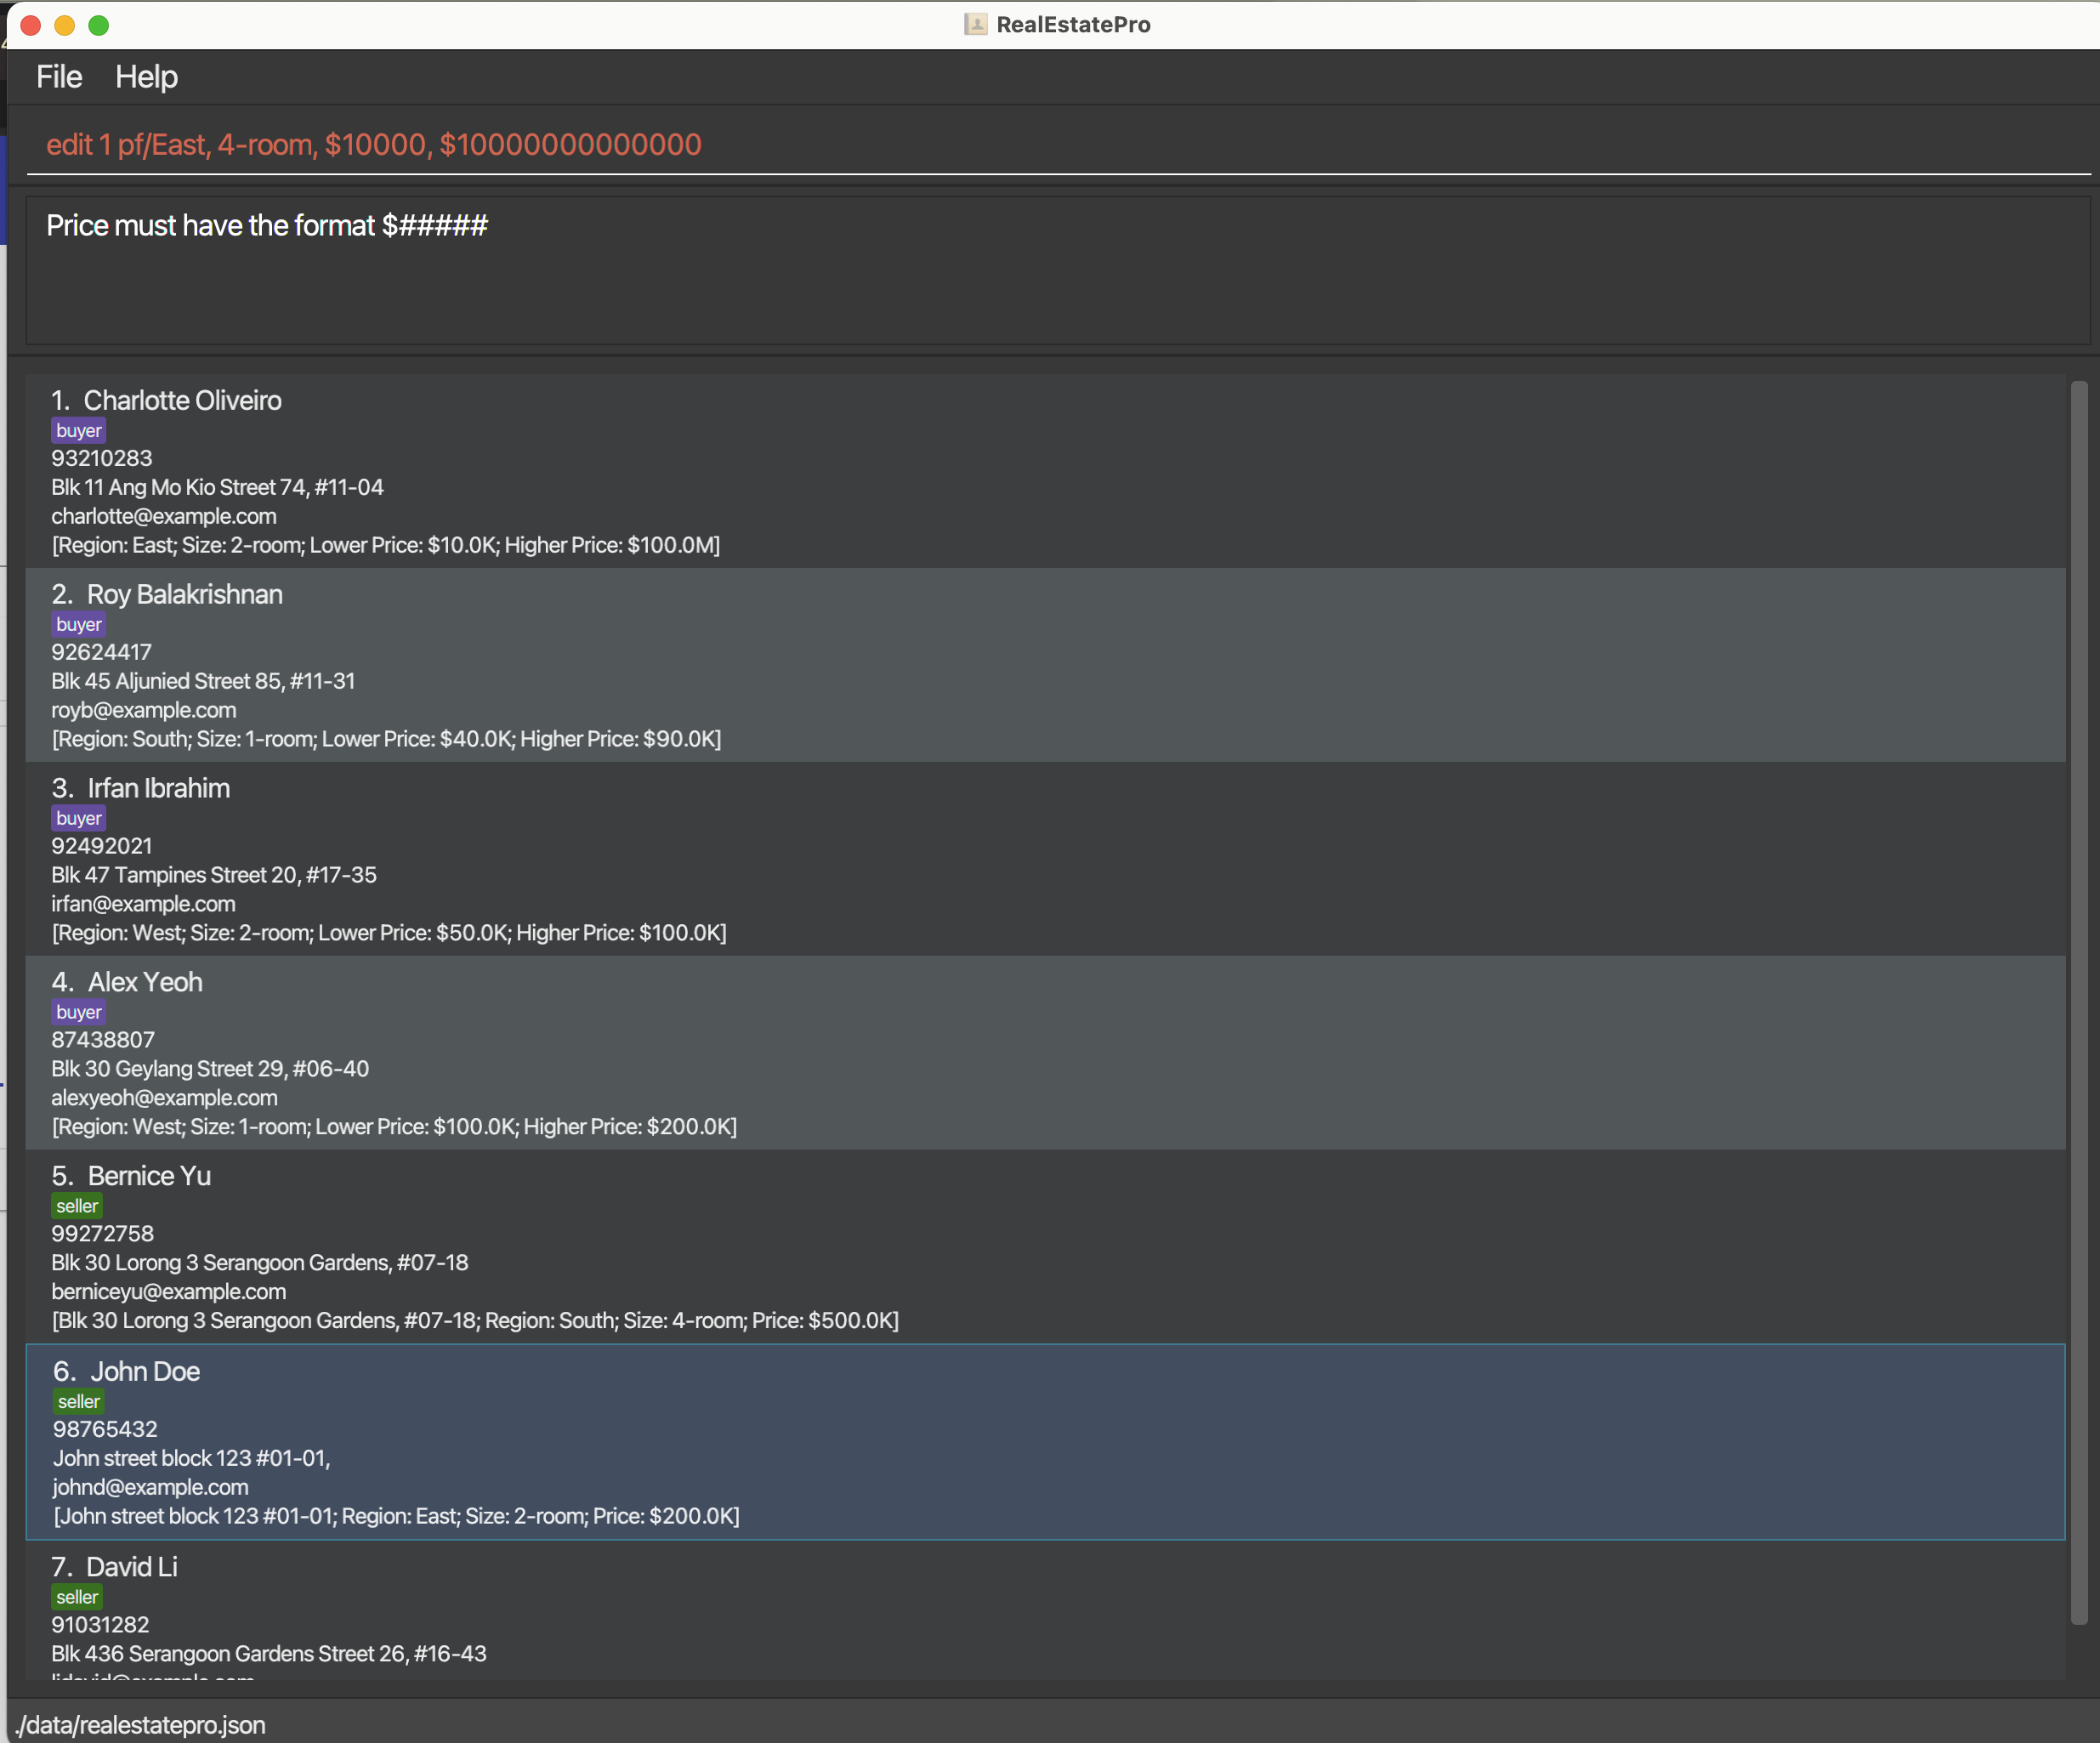 RealEstatePro
File Help
edit 1 pf/East, 4-room, $10000, $10000000000000
Price must have the format $#####
1. Charlotte Oliveiro
buyer
93210283
Blk 11 Ang Mo Kio Street 74, #11-04
charlotte@example.com
[Region: East; Size: 2-room; Lower Price: $10.0K; Higher Price: $100.0M]
2. Roy Balakrishnan
buyer
92624417
Blk 45 Aljunied Street 85, #11-31
royb@example.com
[Region: South; Size: 1-room; Lower Price: $40.0K; Higher Price: $90.0K]
3. Irfan Ibrahim
buyer
92492021
Blk 47 Tampines Street 20, #17-35
irfan@example.com
[Region: West; Size: 2-room; Lower Price: $50.0K; Higher Price: $100.0K]
4. Alex Yeoh
buyer
87438807
Blk 30 Geylang Street 29, #06-40
alexyeoh@example.com
[Region: West; Size: 1-room; Lower Price: $100.0K; Higher Price: $200.0K]
5. Bernice Yu
seller
99272758
Blk 30 Lorong 3 Serangoon Gardens, #07-18
berniceyu@example.com
[Blk 30 Lorong 3 Serangoon Gardens, #07-18; Region: South; Size: 4-room; Price: $500.0K]
6. John Doe
seller
98765432
John street block 123 #01-01,
johnd@example.com
[John street block 123 #01-01; Region: East; Size: 2-room; Price: $200.0K]
7. David Li
seller
91031282
Blk 436 Serangoon Gardens Street 26, #16-43
./data/realestatepro.json